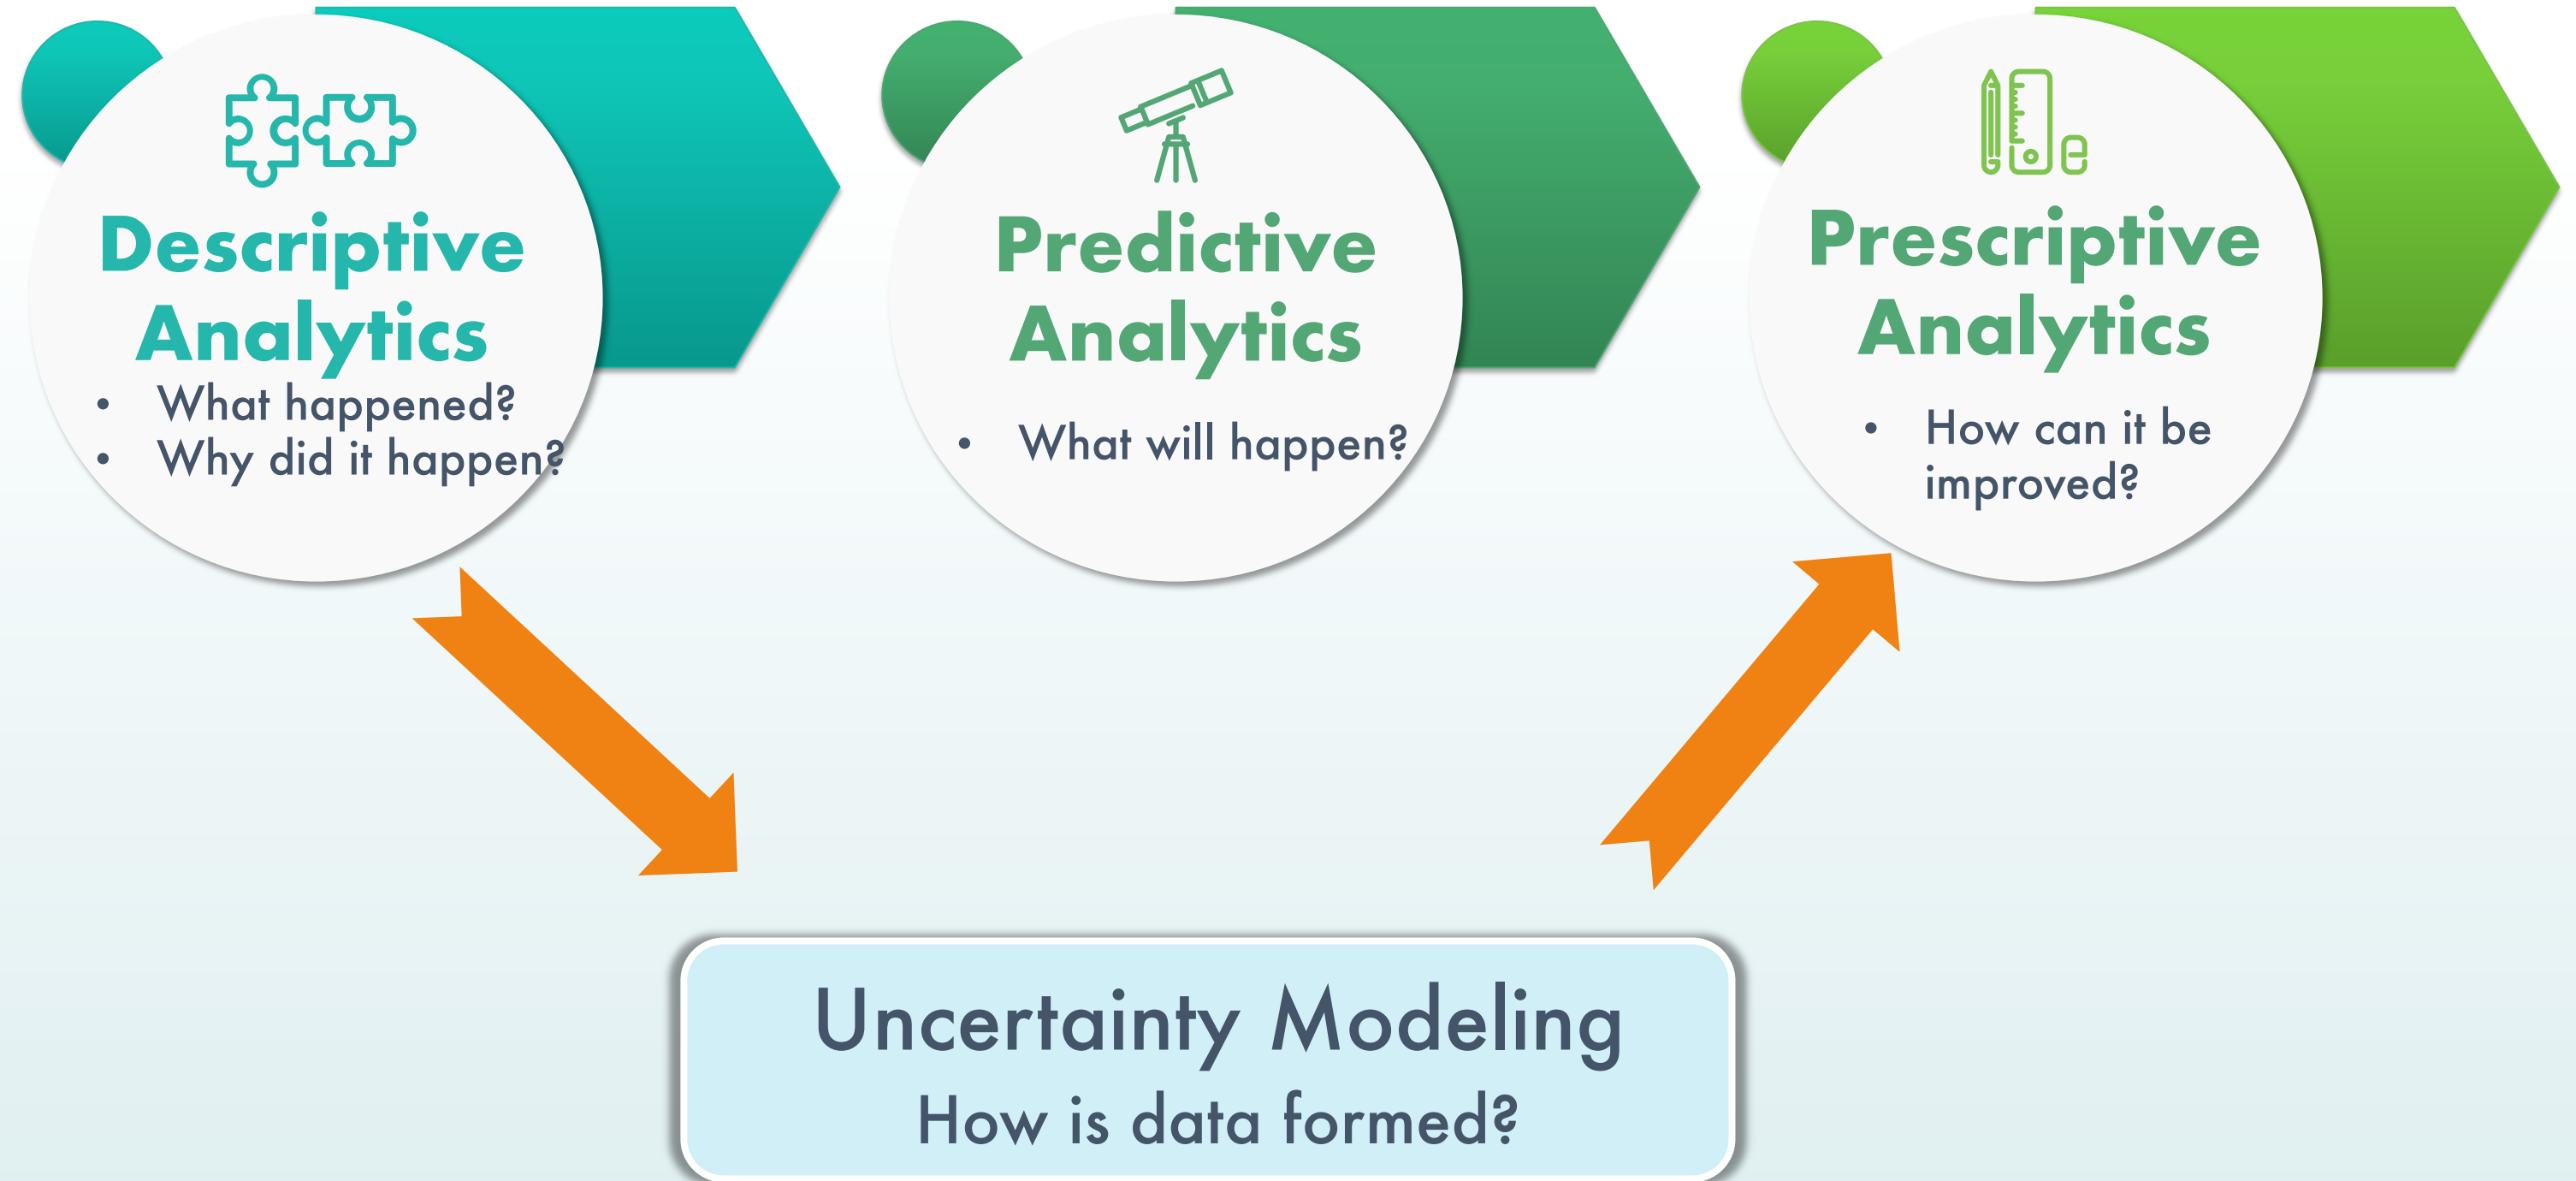 Descriptive
Analytics
• What happened?
• Why did it happen?
Predictive
Analytics
• What will happen?
Prescriptive
Analytics
• How can it be
improved?
Uncertainty Modeling
How is data formed?